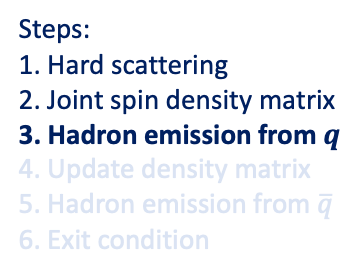 Steps:
1. Hard scattering
2. Joint spin density matrix
3. Hadron emission from q
4. Update density matrix
5. Hadron emission from q̅
6. Exit condition